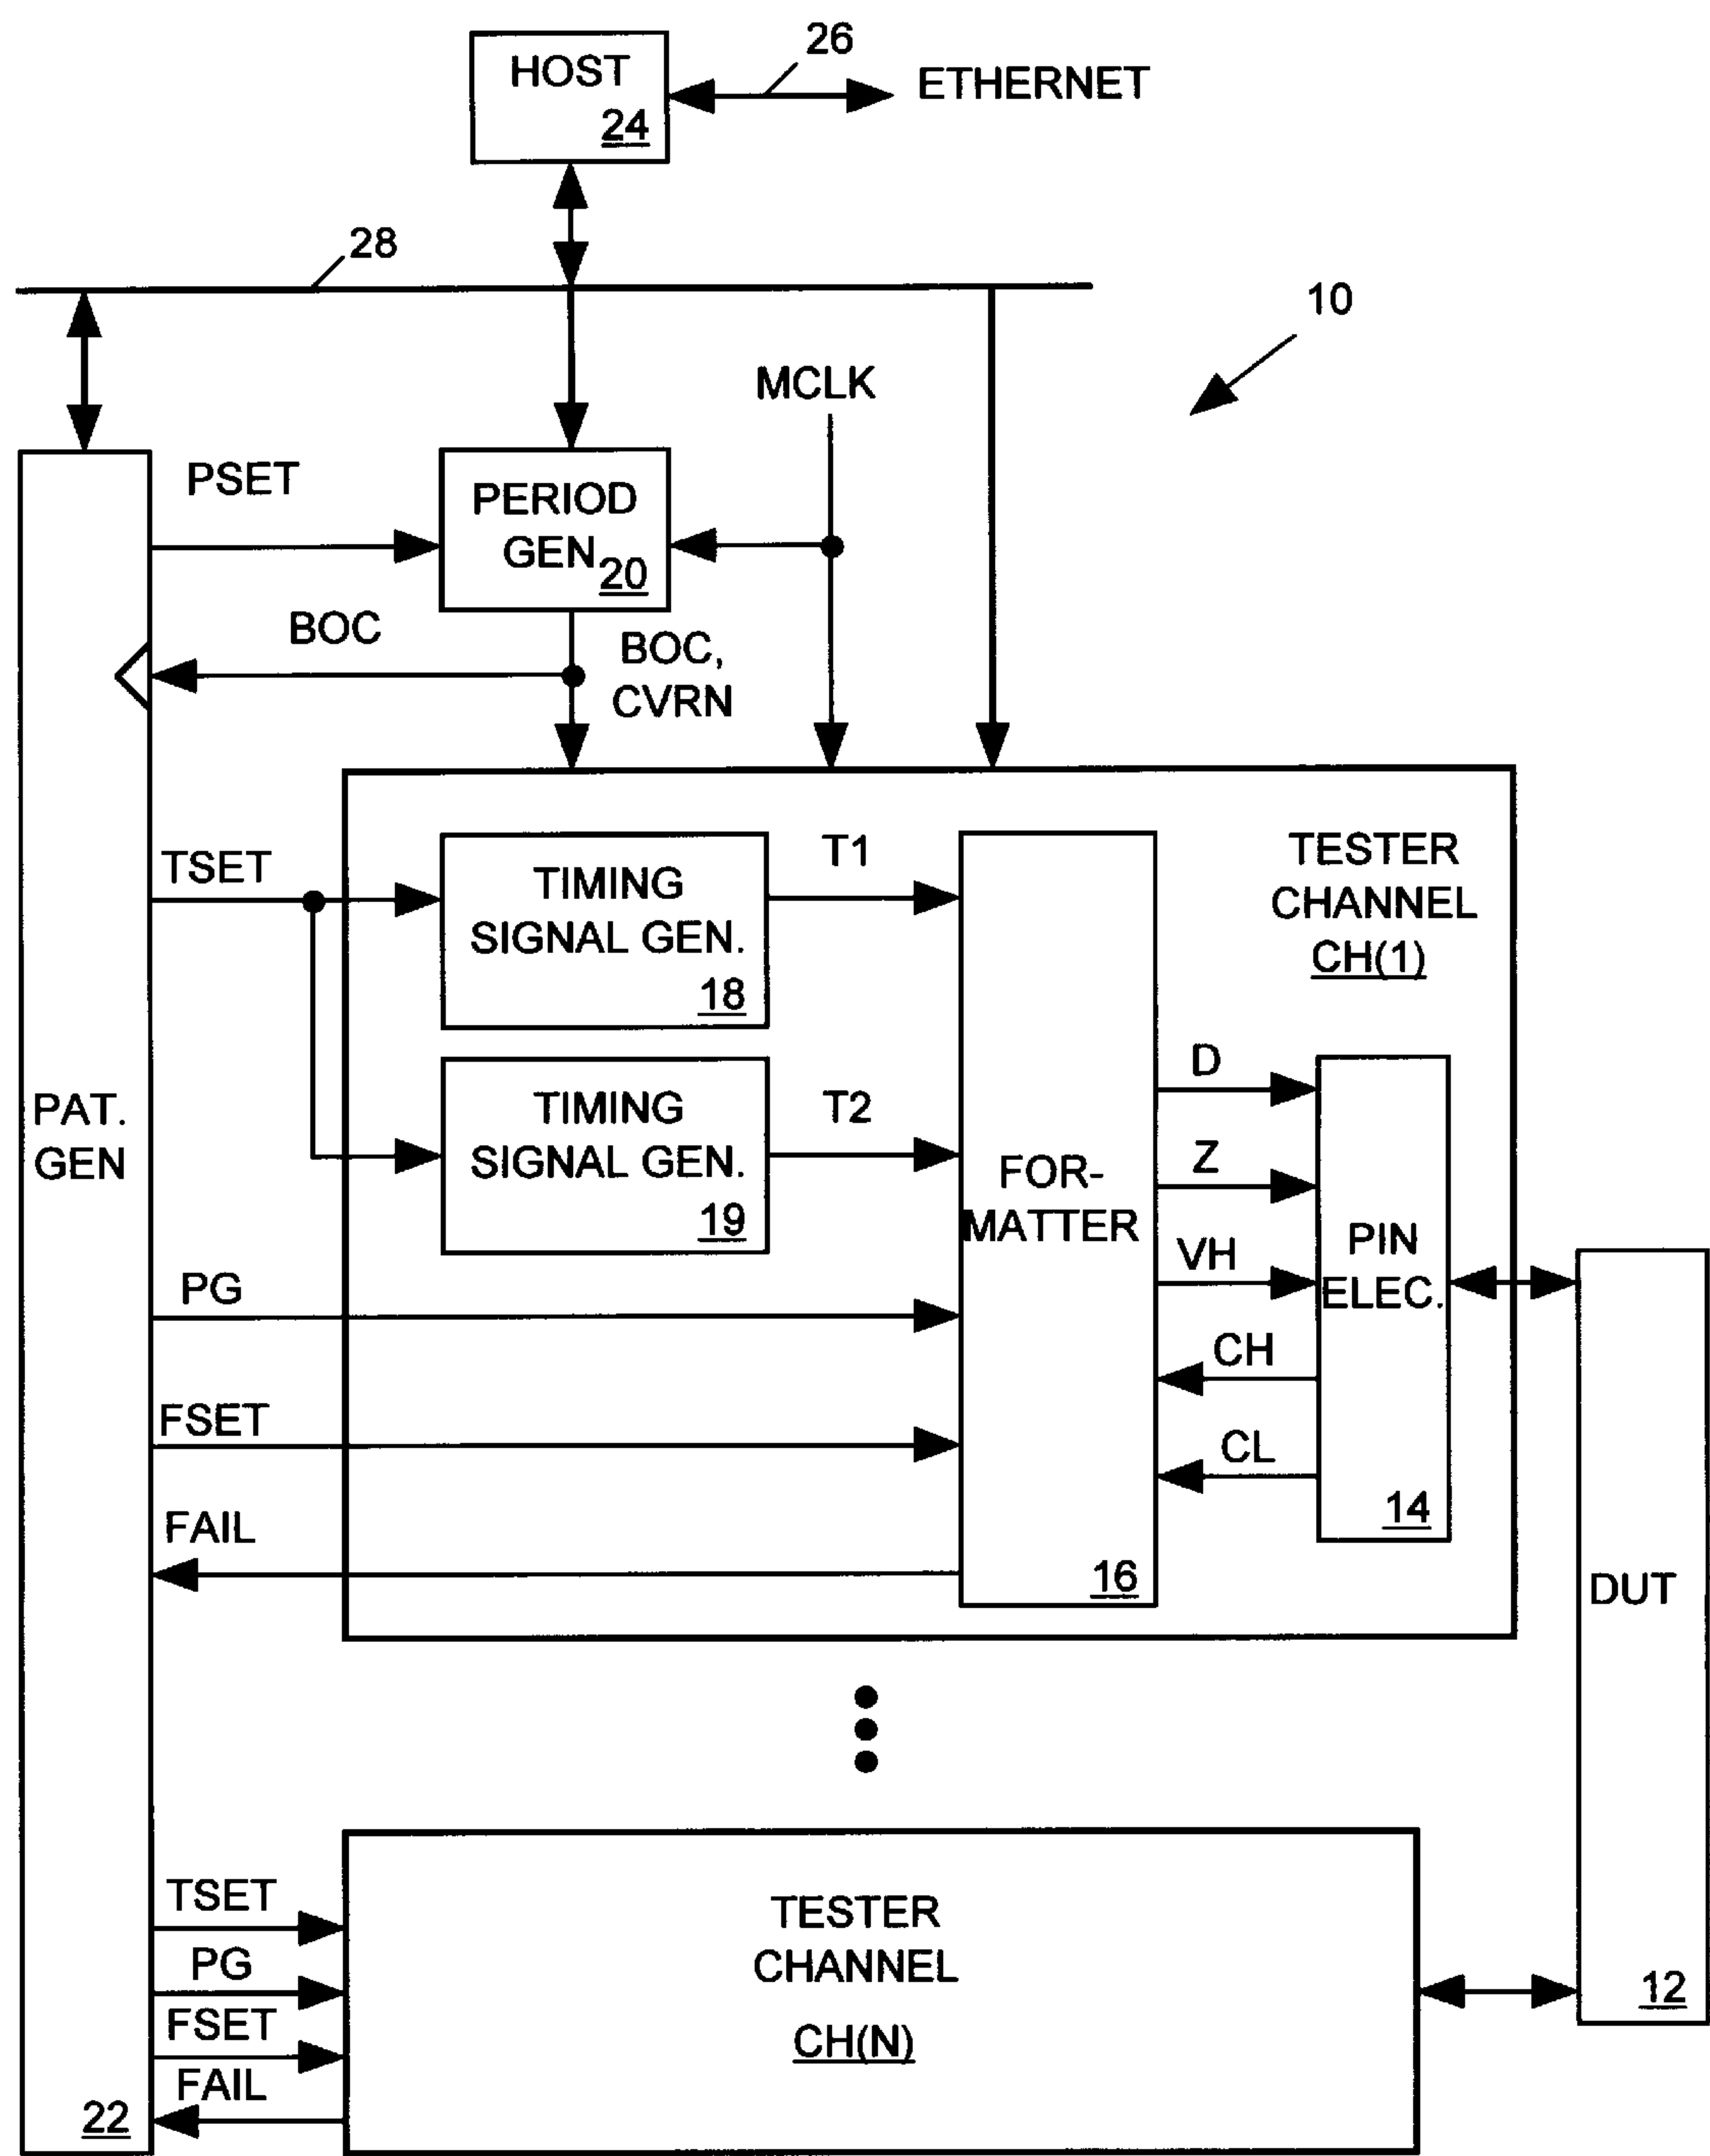 26
HOST
24
ETHERNET
28
10
MCLK
PSET
PERIOD
GEN.
20
BOC
BOC,
CVRN
TSET
TIMING
SIGNAL GEN.
18
T1
TESTER
CHANNEL
CH(1)
TIMING
SIGNAL GEN.
19
T2
PAT.
GEN
FOR-
MATTER
D
Z
VH
CH
CL
PIN
ELEC.
14
PG
FSET
FAIL
16
DUT
TSET
PG
FSET
FAIL
TESTER
CHANNEL
CH(N)
12
22